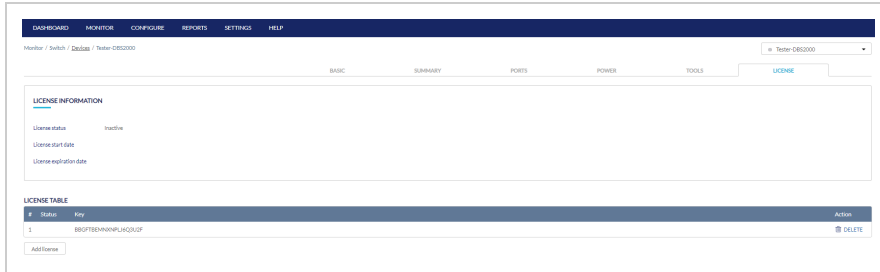 DASHBOARD MONITOR CONFIGURE REPORTS SETTINGS HELP
Monitor / Switch / Devices / Tester-DBS2000
Tester-DBS2000
BASIC SUMMARY PORTS POWER TOOLS LICENSE
LICENSE INFORMATION
License status Inactive
License start date
License expiration date
LICENSE TABLE
# Status Key Action
1 BBGFTBEMNXNPLJ6Q3U2F DELETE
Add license